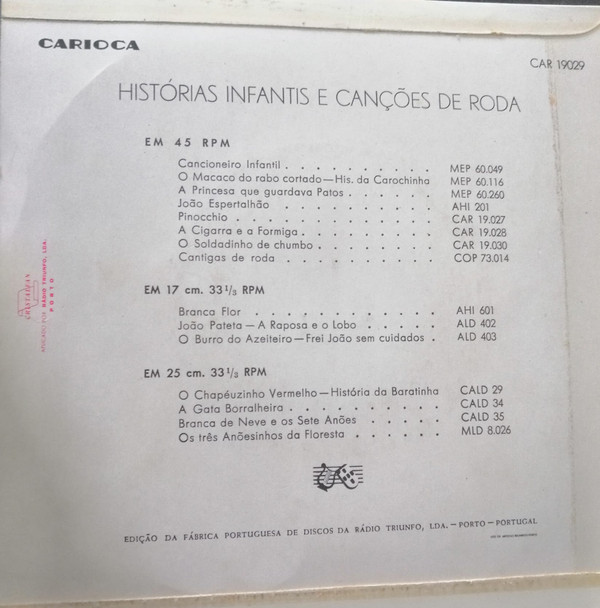 CARIOCA
CAR 19029
HISTÓRIAS INFANTIS E CANÇÕES DE RODA
EM 45 RPM
Cancioneiro Infantil . . . . . . . . . . MEP 60.049
O Macaco do rabo cortado—His. da Carochinha MEP 60.116
A Princesa que guardava Patos . . . . . . MEP 60.260
João Espertalhão . . . . . . . . . . AHI 201
Pinocchio . . . . . . . . . . . . CAR 19.027
A Cigarra e a Formiga . . . . . . . . CAR 19.028
O Soldadinho de chumbo . . . . . . . CAR 19.030
Cantigas de roda . . . . . . . . . COP 73.014
EM 17 cm. 33 1/3 RPM
Branca Flor . . . . . . . . . . . AHI 601
João Pateta — A Raposa e o Lobo . . . . . ALD 402
O Burro do Azeiteiro—Frei João sem cuidados . ALD 403
EM 25 cm. 33 1/3 RPM
O Chapéuzinho Vermelho—História da Baratinha CALD 29
A Gata Borralheira . . . . . . . . . . CALD 34
Branca de Neve e os Sete Anões . . . . . CALD 35
Os três Anõesinhos da Floresta . . . . . . MLD 8.026
EDIÇÃO DA FÁBRICA PORTUGUESA DE DISCOS DA RÁDIO TRIUNFO, LDA. — PORTO — PORTUGAL
RÁDIO TRIUNFO, LDA.
PORTO